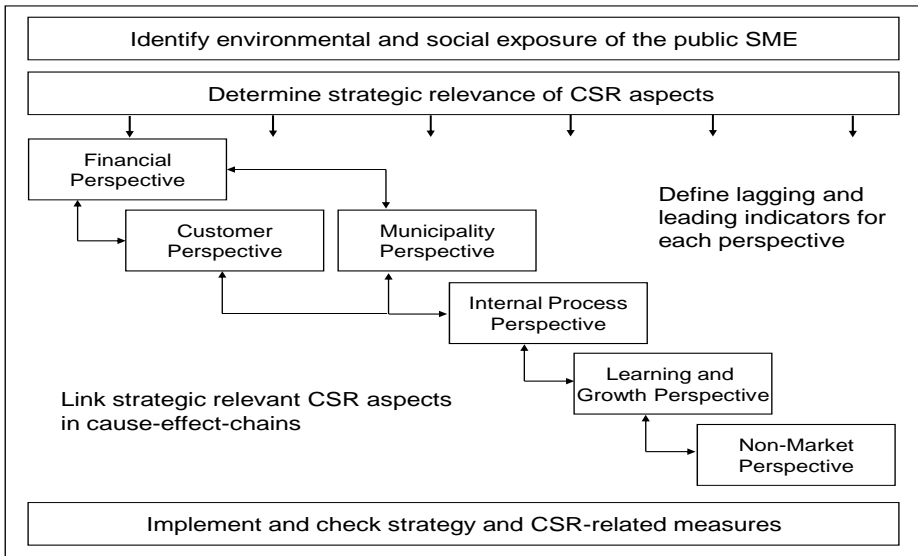 Identify environmental and social exposure of the public SME
Determine strategic relevance of CSR aspects
Financial
Perspective
Define lagging and
leading indicators for
each perspective
Customer
Perspective
Municipality
Perspective
Internal Process
Perspective
Learning and
Growth Perspective
Link strategic relevant CSR aspects
in cause-effect-chains
Non-Market
Perspective
Implement and check strategy and CSR-related measures